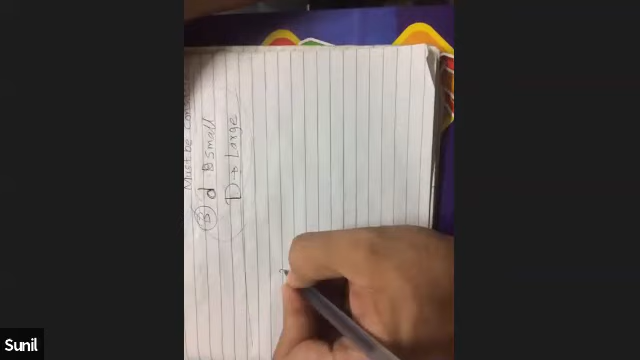 Must be
③ d small
D → Large
Sunil